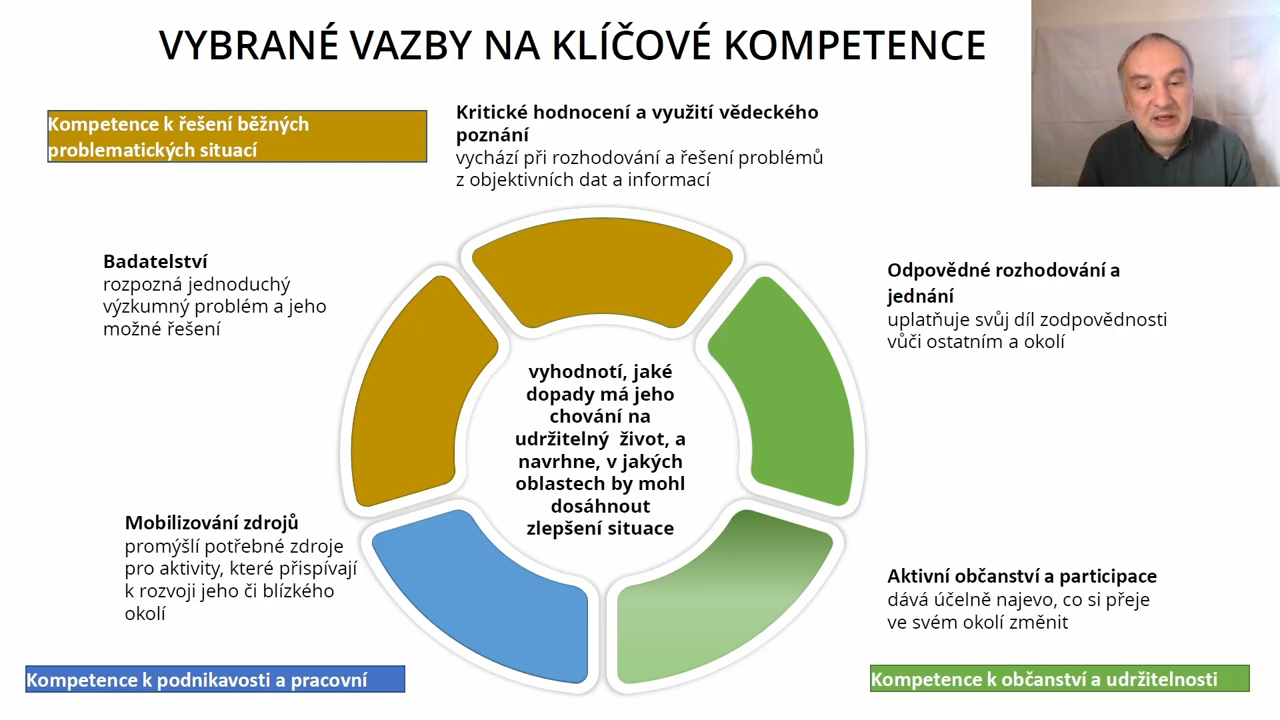 VYBRANÉ VAZBY NA KLÍČOVÉ KOMPETENCE
Kompetence k řešení běžných
problematických situací
Kritické hodnocení a využití vědeckého
poznání
vychází při rozhodování a řešení problémů
z objektivních dat a informací
Badatelství
rozpozná jednoduchý
výzkumný problém a jeho
možné řešení
Odpovědné rozhodování a
jednání
uplatňuje svůj díl zodpovědnosti
vůči ostatním a okolí
vyhodnotí, jaké
dopady má jeho
chování na
udržitelný život, a
navrhne, v jakých
oblastech by mohl
dosáhnout
zlepšení situace
Mobilizování zdrojů
promýšlí potřebné zdroje
pro aktivity, které přispívají
k rozvoji jeho či blízkého
okolí
Aktivní občanství a participace
dává účelně najevo, co si přeje
ve svém okolí změnit
Kompetence k podnikavosti a pracovní
Kompetence k občanství a udržitelnosti